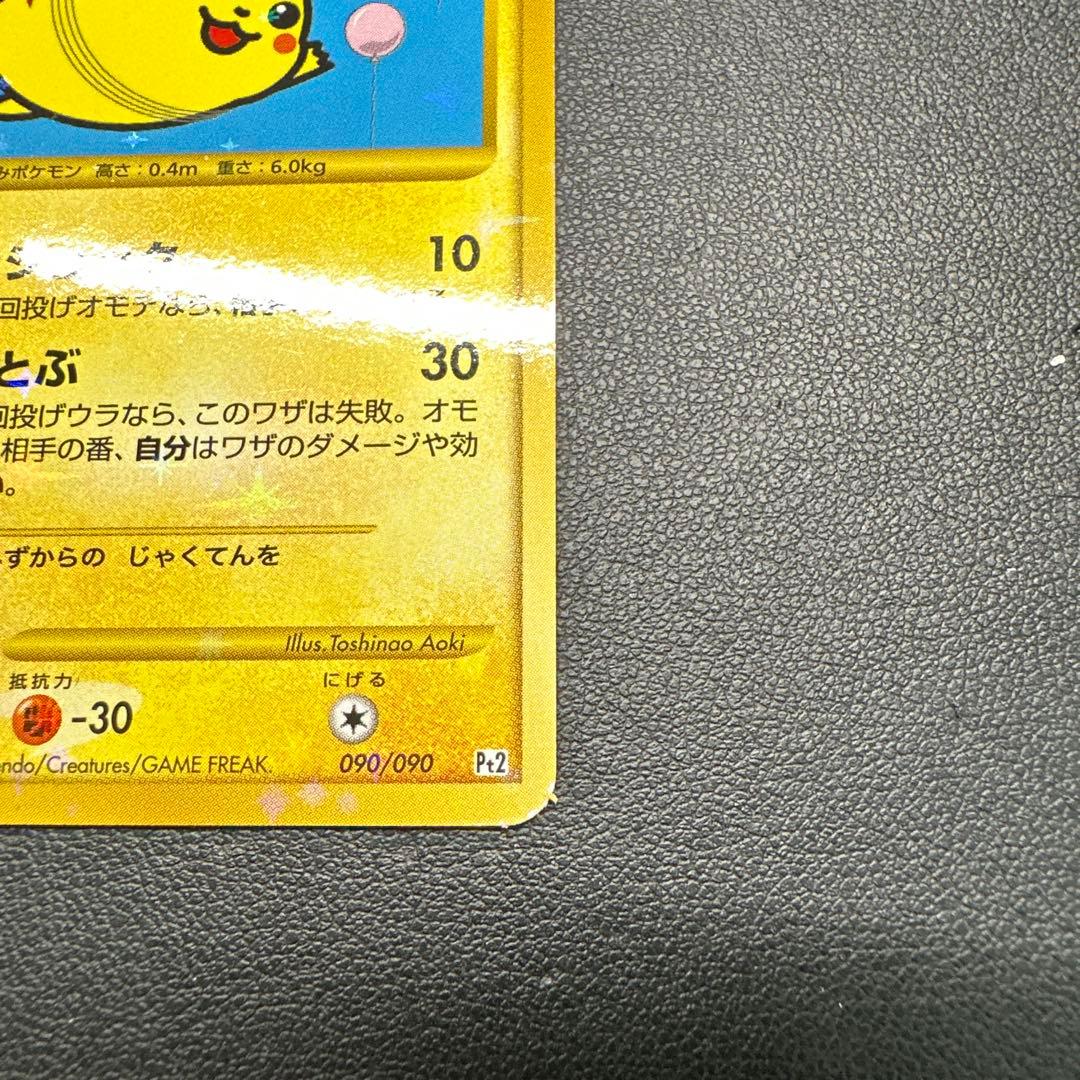 みポケモン 高さ：0.4m 重さ：6.0kg
10
回投げオモテなら、
とぶ 30
回投げウラなら、このワザは失敗。オモ
相手の番、自分はワザのダメージや効
い。
ずからの じゃくてんを
Illus. Toshinao Aoki
抵抗力 にげる
-30
ndo/Creatures/GAME FREAK. 090/090 Pt2